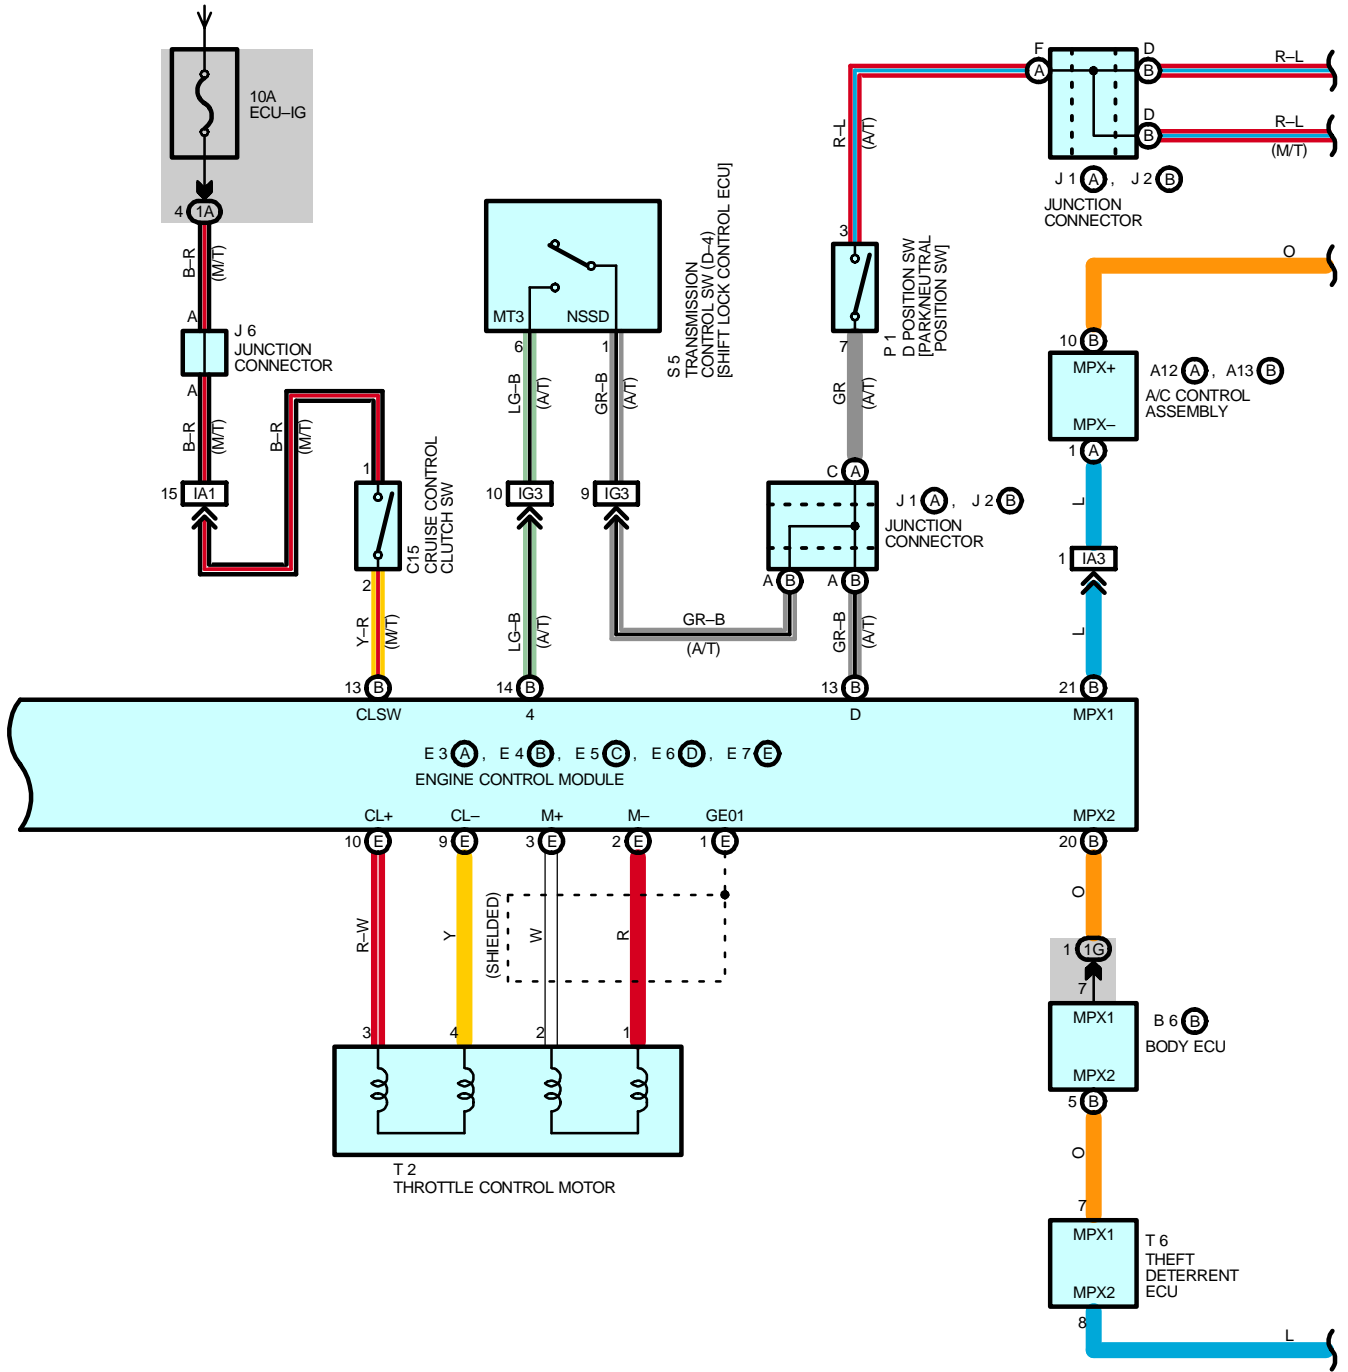 10A
ECU–IG
4 1A
B–R
(M/T)
A
J 6
JUNCTION
CONNECTOR
A
B–R
(M/T)
15 IA1
B–R
(M/T)
1
C15
CRUISE CONTROL
CLUTCH SW
2
Y–R
(M/T)
13 B
CLSW
MT3 NSSD
S 5
TRANSMISSION
CONTROL SW (D–4)
[SHIFT LOCK CONTROL ECU]
6 1
LG–B
(A/T)
GR–B
(A/T)
10 IG3
9 IG3
LG–B
(A/T)
GR–B
(A/T)
14 B
4
R–L
(A/T)
3
P 1
D POSITION SW
[PARK/NEUTRAL
POSITION SW]
7
GR
(A/T)
C A
J 1 A , J 2 B
JUNCTION
CONNECTOR
A B
A B
GR–B
(A/T)
13 B
D
F
A
D
B
D
B
R–L
R–L
(M/T)
J 1 A , J 2 B
JUNCTION
CONNECTOR
O
10 B
MPX+
MPX–
A12 A , A13 B
A/C CONTROL
ASSEMBLY
1 A
L
1 IA3
L
21 B
MPX1
E 3 A , E 4 B , E 5 C , E 6 D , E 7 E
ENGINE CONTROL MODULE
CL+ CL– M+ M– GE01 MPX2
10 E 9 E 3 E 2 E 1 E 20 B
R–W
Y
(SHIELDED)
W
R
3 4 2 1
T 2
THROTTLE CONTROL MOTOR
O
1 1G
7
MPX1
MPX2
B 6 B
BODY ECU
5 B
O
7
MPX1
MPX2
T 6
THEFT
DETERRENT
ECU
8
L